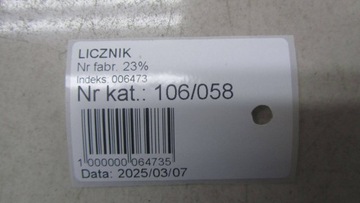 LICZNIK
Nr fabr. 23%
Indeks. 006473
Nr kat.: 106/058
1 000000 064735
Data: 2025/03/07